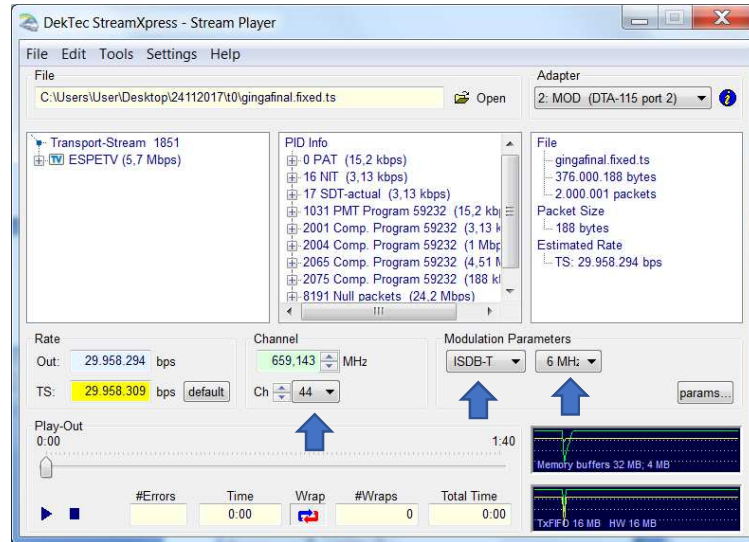 DekTec StreamXpress - Stream Player
File Edit Tools Settings Help
File
C:\Users\User\Desktop\24112017\t0\gingafinal.fixed.ts
Open
Adapter
2: MOD (DTA-115 port 2)
Transport-Stream 1851
TV ESPETV (5,7 Mbps)
PID Info
0 PAT (15,2 kbps)
16 NIT (3,13 kbps)
17 SDT-actual (3,13 kbps)
1031 PMT Program 59232 (15,2 kb
2001 Comp. Program 59232 (3,13 k
2004 Comp. Program 59232 (1 Mbp
2065 Comp. Program 59232 (4,51 M
2075 Comp. Program 59232 (188 k
8191 Null packets (24,2 Mbps)
File
gingafinal.fixed.ts
376.000.188 bytes
2.000.001 packets
Packet Size
188 bytes
Estimated Rate
TS: 29.958.294 bps
Rate
Out: 29.958.294 bps
TS: 29.958.309 bps default
Channel
659,143 MHz
Ch 44
Modulation Parameters
ISDB-T 6 MHz
params...
Play-Out
0:00 1:40
#Errors Time Wrap #Wraps Total Time
0:00 0 0:00
Memory buffers 32 MB; 4 MB
TxFIFO 16 MB HW 16 MB